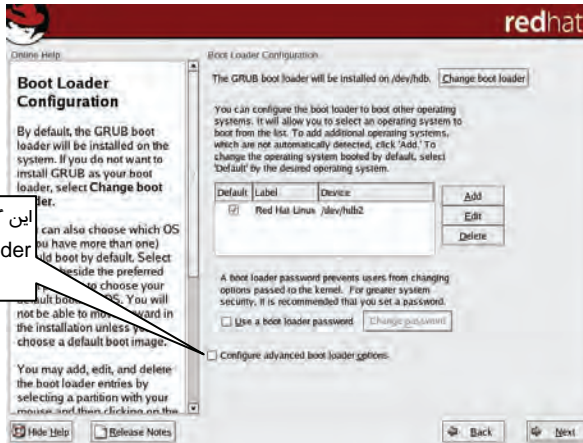 redhat
Online Help
Boot Loader
Configuration
By default, the GRUB boot
loader will be installed on the
system. If you do not want to
install GRUB as your boot
loader, select Change boot
der.
can also choose which OS
ou have more than one)
ld boot by default. Select
beside the preferred
to choose your
boot OS. You will
not be able to move forward in
the installation unless you
choose a default boot image.
You may add, edit, and delete
the boot loader entries by
selecting a partition with your
mouse and then clicking on the
این
der
Boot Loader Configuration
The GRUB boot loader will be installed on /dev/hdb. Change boot loader
You can configure the boot loader to boot other operating
systems. It will allow you to select an operating system to
boot from the list. To add additional operating systems,
which are not automatically detected, click 'Add.' To
change the operating system booted by default, select
'Default' by the desired operating system.
Default Label Device
Red Hat Linux /dev/hdb2
Add
Edit
Delete
A boot loader password prevents users from changing
options passed to the kernel. For greater system
security, it is recommended that you set a password.
Use a boot loader password Change password
Configure advanced boot loader options
Hide Help Release Notes Back Next